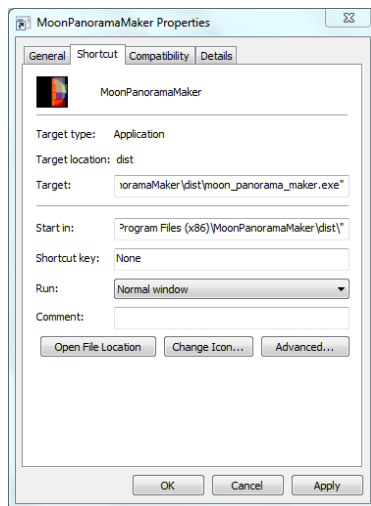 MoonPanoramaMaker Properties
General Shortcut Compatibility Details
MoonPanoramaMaker
Target type: Application
Target location: dist
Target: ıoramaMaker\dist\moon_panorama_maker.exe"
Start in: Program Files (x86)\MoonPanoramaMaker\dist\"
Shortcut key: None
Run: Normal window
Comment:
Open File Location Change Icon... Advanced...
OK Cancel Apply